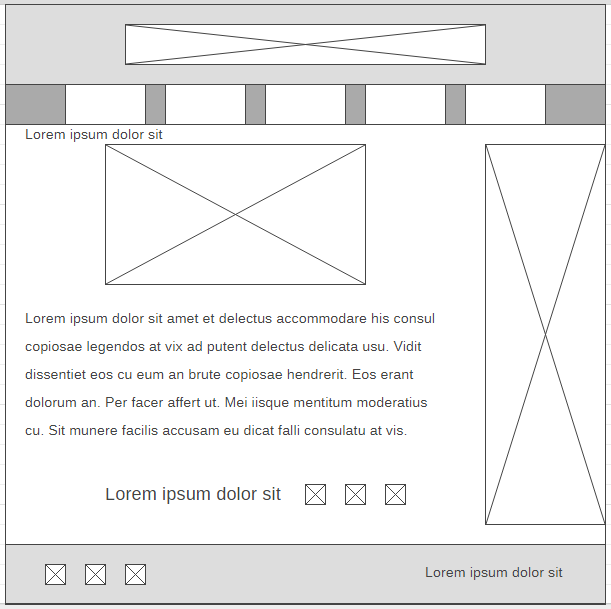 Lorem ipsum dolor sit
Lorem ipsum dolor sit amet et delectus accommodare his consul
copiosae legendos at vix ad putent delectus delicata usu. Vidit
dissentiet eos cu eum an brute copiosae hendrerit. Eos erant
dolorum an. Per facer affert ut. Mei iisque mentitum moderatius
cu. Sit munere facilis accusam eu dicat falli consulatu at vis.
Lorem ipsum dolor sit
Lorem ipsum dolor sit